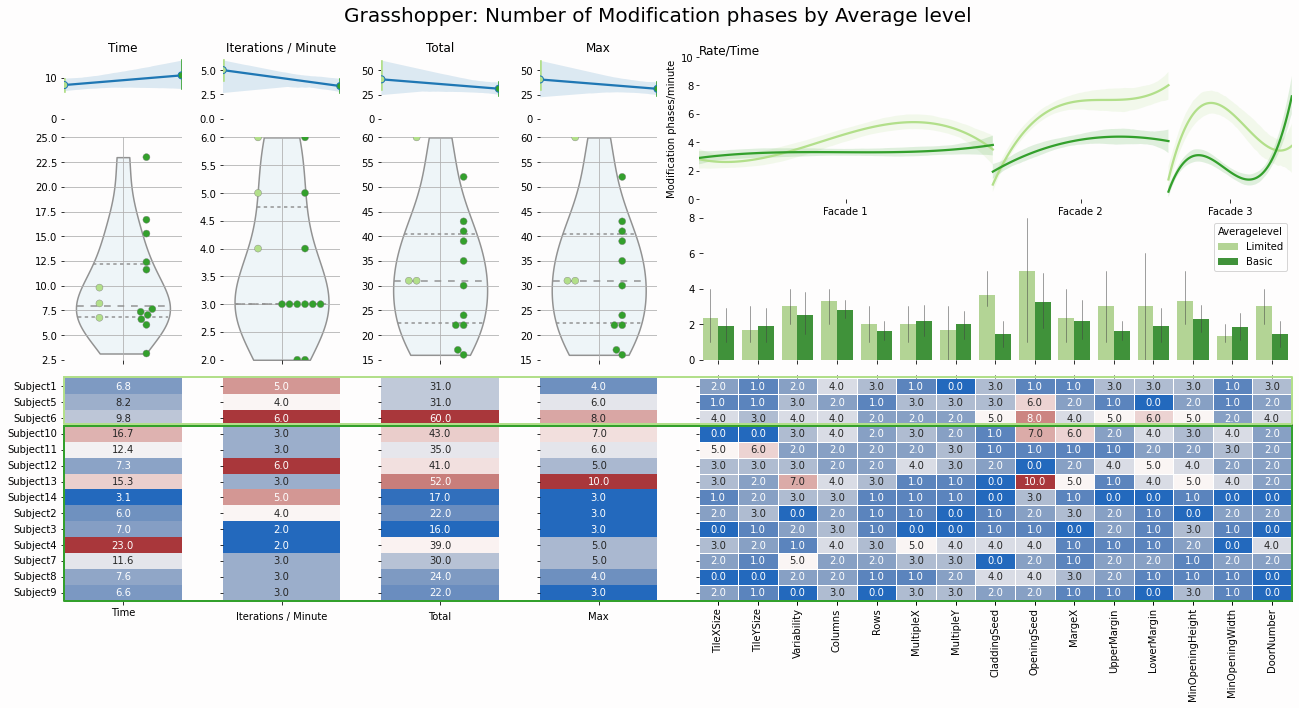 Grasshopper: Number of Modification phases by Average level
Time
Iterations / Minute
Total
Max
Rate/Time
10
0
5.0
2.5
0.0
50
25
0
50
25
0
Modification phases/minute
10
8
6
4
2
0
Facade 1
Facade 2
Facade 3
25.0
22.5
20.0
17.5
15.0
12.5
10.0
7.5
5.0
2.5
6.0
5.5
5.0
4.5
4.0
3.5
3.0
2.5
2.0
60
55
50
45
40
35
30
25
20
15
60
55
50
45
40
35
30
25
20
15
8
6
4
2
0
Averagelevel
Limited
Basic
Subject1 6.8 5.0 31.0 4.0 2.0 1.0 2.0 4.0 3.0 1.0 0.0 3.0 1.0 1.0 3.0 3.0 3.0 1.0 3.0
Subject5 8.2 4.0 31.0 6.0 1.0 1.0 3.0 2.0 1.0 3.0 3.0 3.0 6.0 2.0 1.0 0.0 2.0 1.0 2.0
Subject6 9.8 6.0 60.0 8.0 4.0 3.0 4.0 4.0 2.0 2.0 2.0 5.0 8.0 4.0 5.0 6.0 5.0 2.0 4.0
Subject10 16.7 3.0 43.0 7.0 0.0 0.0 3.0 4.0 2.0 3.0 2.0 1.0 7.0 6.0 2.0 4.0 3.0 4.0 2.0
Subject11 12.4 3.0 35.0 6.0 5.0 6.0 2.0 2.0 2.0 2.0 3.0 1.0 1.0 1.0 1.0 2.0 2.0 3.0 2.0
Subject12 7.3 6.0 41.0 5.0 3.0 3.0 3.0 2.0 2.0 4.0 3.0 2.0 0.0 2.0 4.0 5.0 4.0 2.0 2.0
Subject13 15.3 3.0 52.0 10.0 3.0 2.0 7.0 4.0 3.0 1.0 2.0 0.0 10.0 5.0 1.0 4.0 5.0 4.0 2.0
Subject14 3.1 5.0 17.0 3.0 1.0 2.0 3.0 3.0 1.0 1.0 1.0 0.0 3.0 1.0 0.0 0.0 2.0 0.0 0.0
Subject2 6.0 4.0 22.0 3.0 2.0 3.0 0.0 2.0 1.0 2.0 1.0 2.0 1.0 3.0 2.0 1.0 0.0 2.0 2.0
Subject3 7.0 2.0 16.0 3.0 0.0 1.0 1.0 3.0 1.0 0.0 0.0 1.0 1.0 0.0 2.0 1.0 3.0 2.0 0.0
Subject4 23.0 2.0 39.0 5.0 3.0 2.0 1.0 4.0 3.0 5.0 4.0 4.0 4.0 1.0 1.0 1.0 2.0 0.0 4.0
Subject7 11.6 3.0 30.0 5.0 2.0 1.0 5.0 2.0 2.0 3.0 3.0 0.0 2.0 2.0 2.0 1.0 2.0 1.0 2.0
Subject8 7.6 3.0 24.0 4.0 0.0 0.0 2.0 2.0 1.0 1.0 2.0 4.0 4.0 3.0 2.0 2.0 1.0 1.0 0.0
Subject9 6.6 3.0 22.0 3.0 2.0 1.0 0.0 3.0 0.0 3.0 3.0 2.0 2.0 1.0 1.0 0.0 3.0 1.0 0.0
Time
Iterations / Minute
Total
Max
TileXSize
TileYSize
Variability
Columns
Rows
MultipleX
MultipleY
CladdingSeed
OpeningSeed
MargeX
UpperMargin
LowerMargin
MinOpeningHeight
MinOpeningWidth
DoorNumber